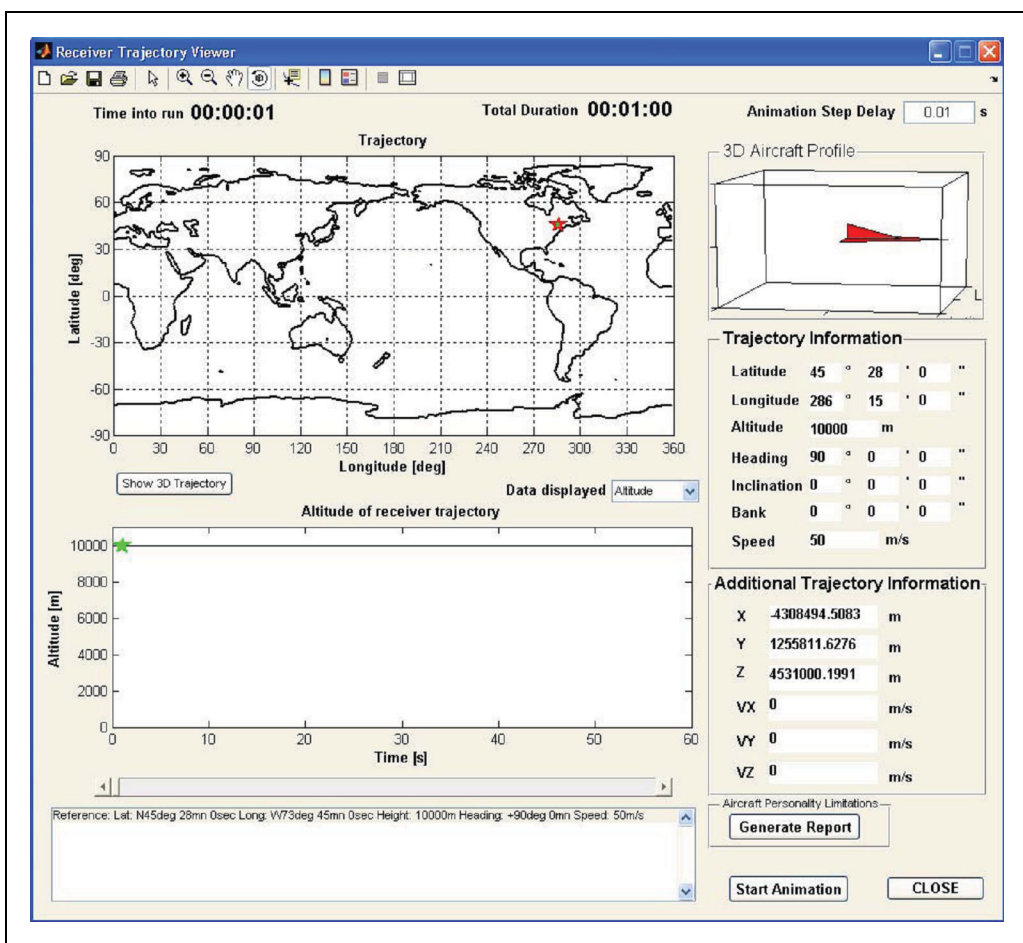 Receiver Trajectory Viewer
Time into run 00:00:01
Total Duration 00:01:00
Animation Step Delay 0.01 s
Trajectory
90
60
30
0
-30
-60
-90
Latitude [deg]
0 30 60 90 120 150 180 210 240 270 300 330 360
Longitude [deg]
Show 3D Trajectory
Data displayed Altitude
Altitude of receiver trajectory
10000
8000
6000
4000
2000
0
Altitude [m]
0 10 20 30 40 50 60
Time [s]
Reference: Lat: N45deg 28mn 0sec Long: W73deg 45mn 0sec Height: 10000m Heading: +90deg 0mn Speed: 50m/s
3D Aircraft Profile
L
Trajectory Information
Latitude 45 ° 28 ' 0 "
Longitude 286 ° 15 ' 0 "
Altitude 10000 m
Heading 90 ° 0 ' 0 "
Inclination 0 ° 0 ' 0 "
Bank 0 ° 0 ' 0 "
Speed 50 m/s
Additional Trajectory Information
X -4308494.5083 m
Y 1255811.6276 m
Z 4531000.1991 m
VX 0 m/s
VY 0 m/s
VZ 0 m/s
Aircraft Personality Limitations
Generate Report
Start Animation
CLOSE